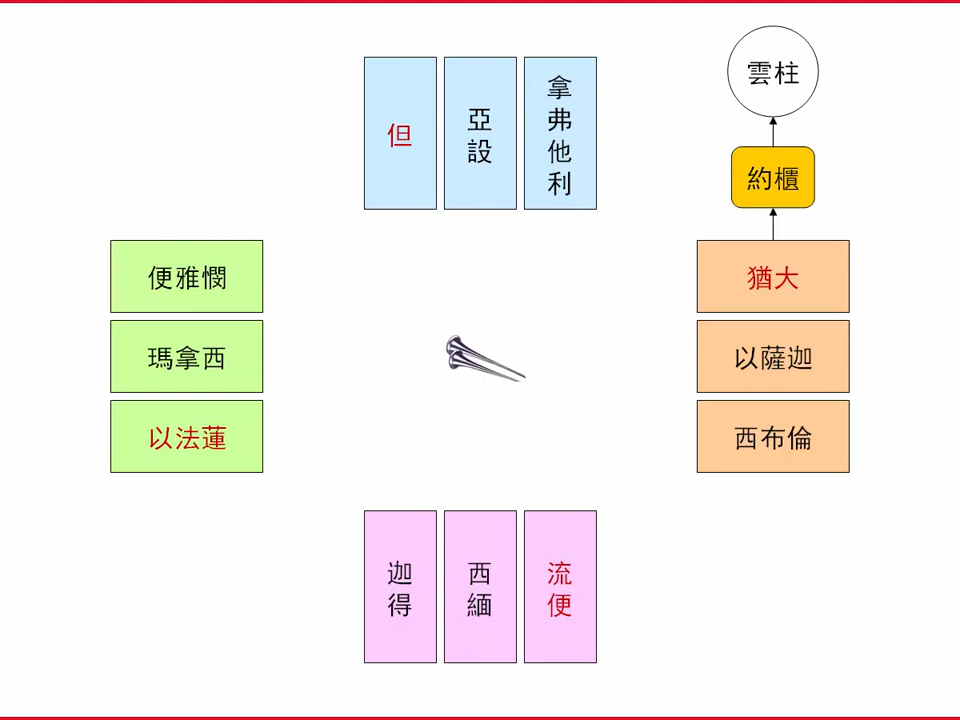 但
亞設
拿弗他利
雲柱
約櫃
便雅憫
瑪拿西
以法蓮
猶大
以薩迦
西布倫
迦得
西緬
流便